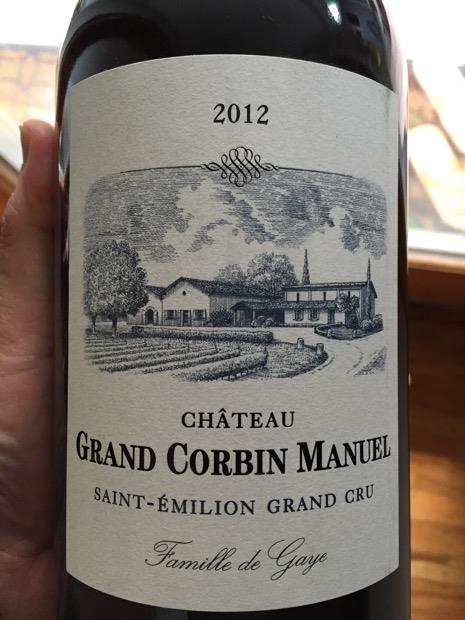 2012
CHÂTEAU
GRAND CORBIN MANUEL
SAINT-ÉMILION GRAND CRU
Famille de Gaye